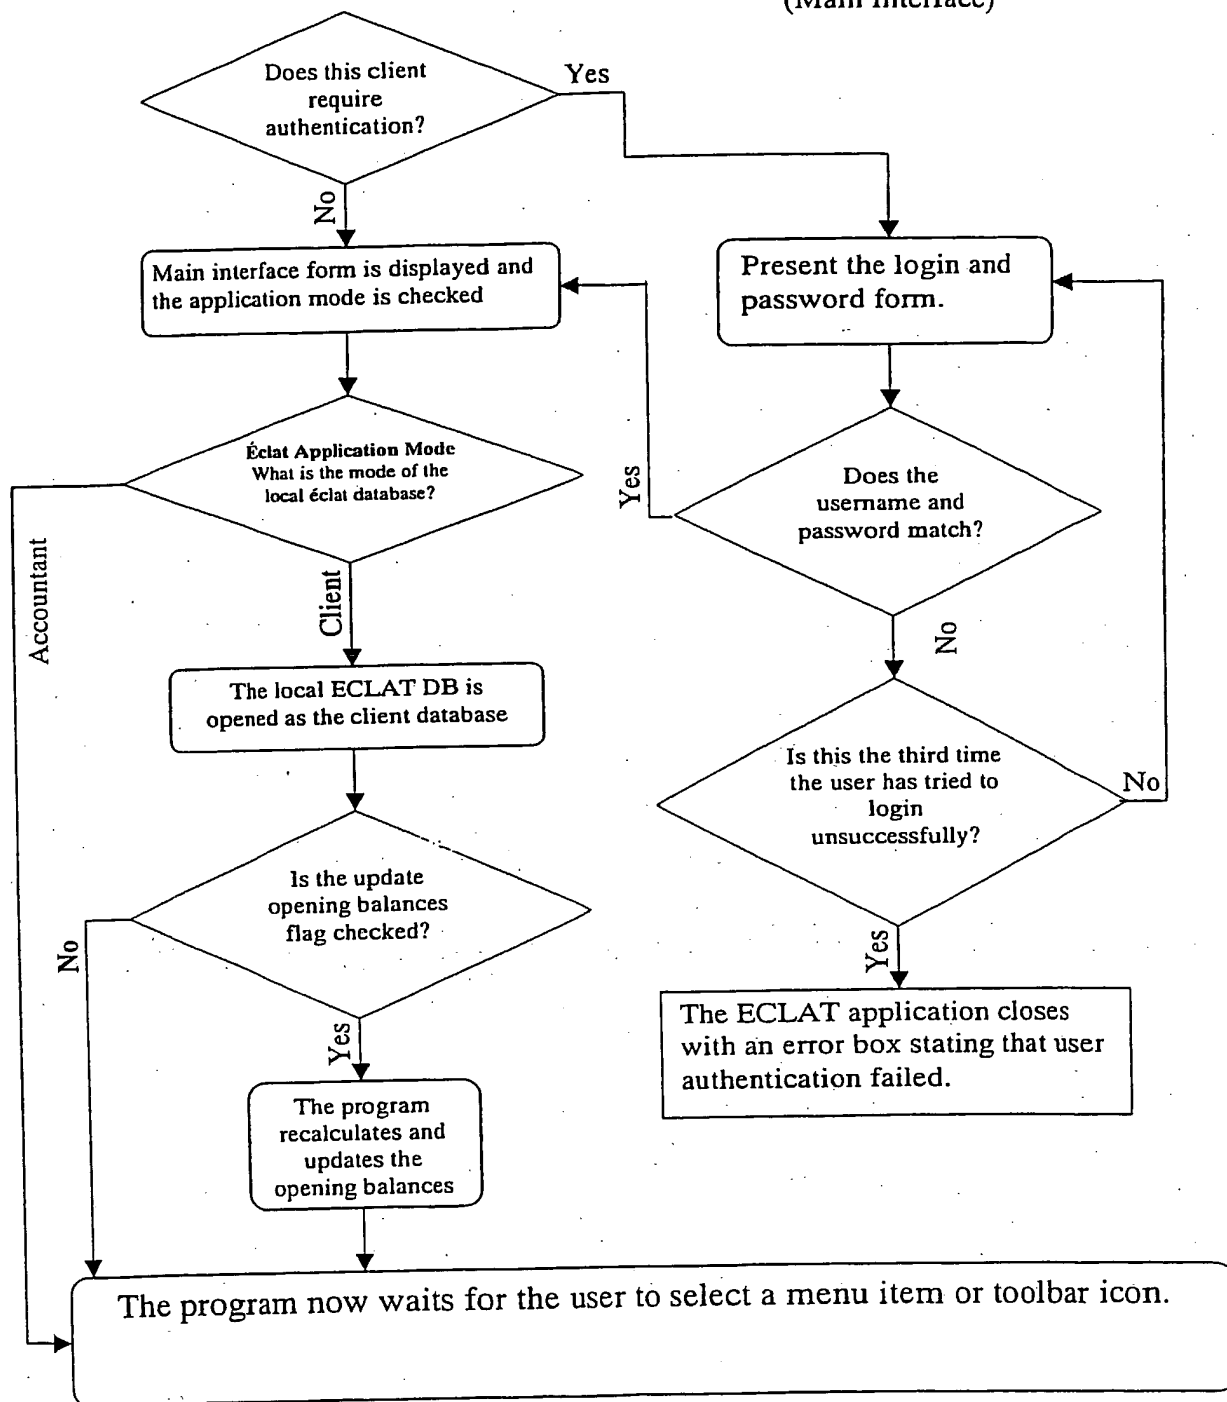 (Main Interface)
Does this client
require
authentication?
Yes
No
Main interface form is displayed and
the application mode is checked
Present the login and
password form.
Éclat Application Mode
What is the mode of the
local éclat database?
Accountant
Client
Yes
Does the
username and
password match?
No
The local ECLAT DB is
opened as the client database
Is this the third time
the user has tried to
login
unsuccessfully?
No
Is the update
opening balances
flag checked?
No
Yes
Yes
The ECLAT application closes
with an error box stating that user
authentication failed.
The program
recalculates and
updates the
opening balances
The program now waits for the user to select a menu item or toolbar icon.